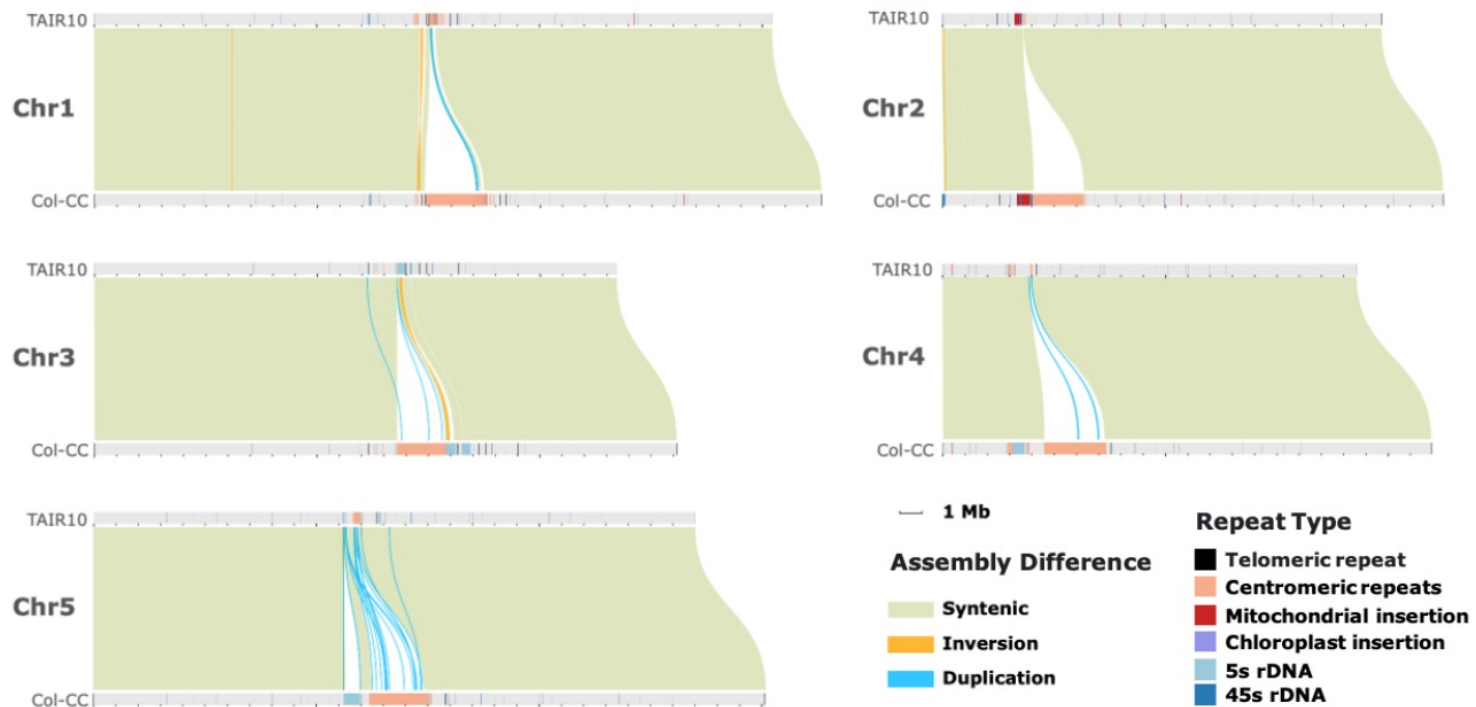 TAIR10
Chr1
Col-CC
TAIR10
Chr2
Col-CC
TAIR10
Chr3
Col-CC
TAIR10
Chr4
Col-CC
TAIR10
Chr5
Col-CC
1 Mb
Assembly Difference
Syntenic
Inversion
Duplication
Repeat Type
Telomeric repeat
Centromeric repeats
Mitochondrial insertion
Chloroplast insertion
5s rDNA
45s rDNA